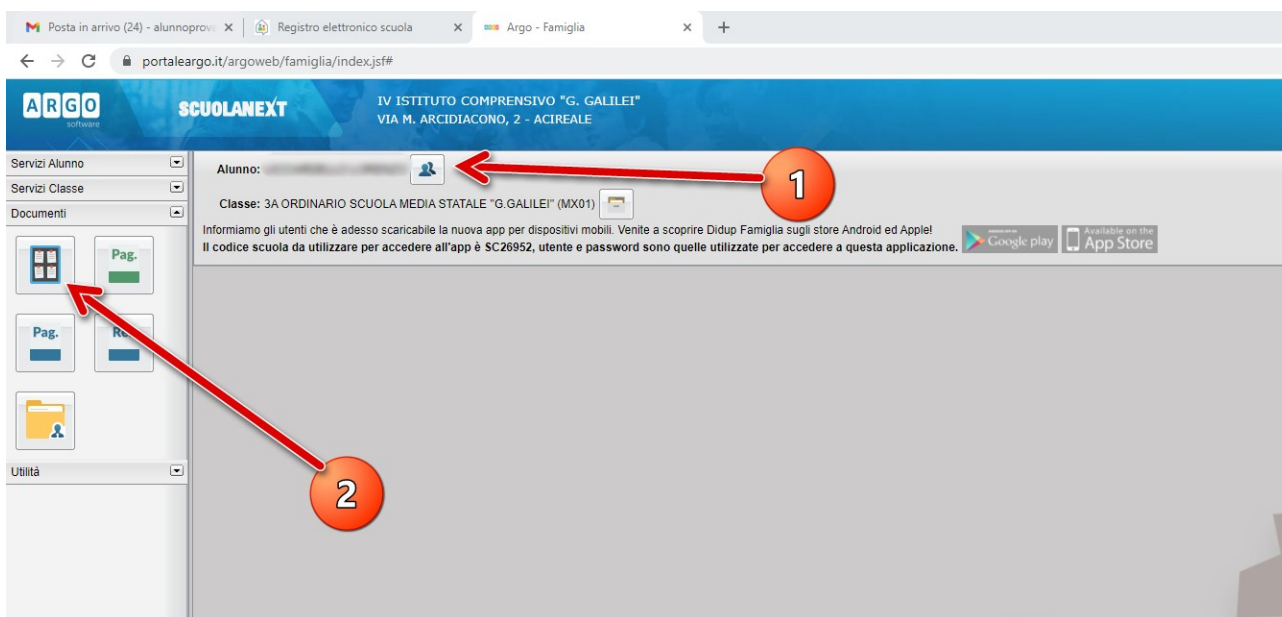 Posta in arrivo (24) - alunnoprov
Registro elettronico scuola
Argo - Famiglia
portaleargo.it/argoweb/famiglia/index.jsf#
ARGO
software
SCUOLANEXT
IV ISTITUTO COMPRENSIVO "G. GALILEI"
VIA M. ARCIDIACONO, 2 - ACIREALE
Servizi Alunno
Servizi Classe
Documenti
Alunno:
1
Classe: 3A ORDINARIO SCUOLA MEDIA STATALE "G.GALILEI" (MX01)
Informiamo gli utenti che è adesso scaricabile la nuova app per dispositivi mobili. Venite a scoprire Didup Famiglia sugli store Android ed Apple!
Il codice scuola da utilizzare per accedere all'app è SC26952, utente e password sono quelle utilizzate per accedere a questa applicazione.
Google play
Available on the
App Store
Pag.
Pag.
Utilità
2